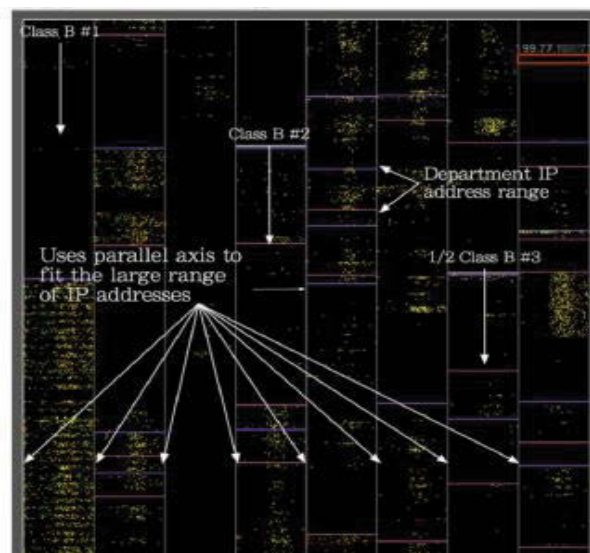 Class B #1
Class B #2
Department IP
address range
Uses parallel axis to
fit the large range
of IP addresses
1/2 Class B #3